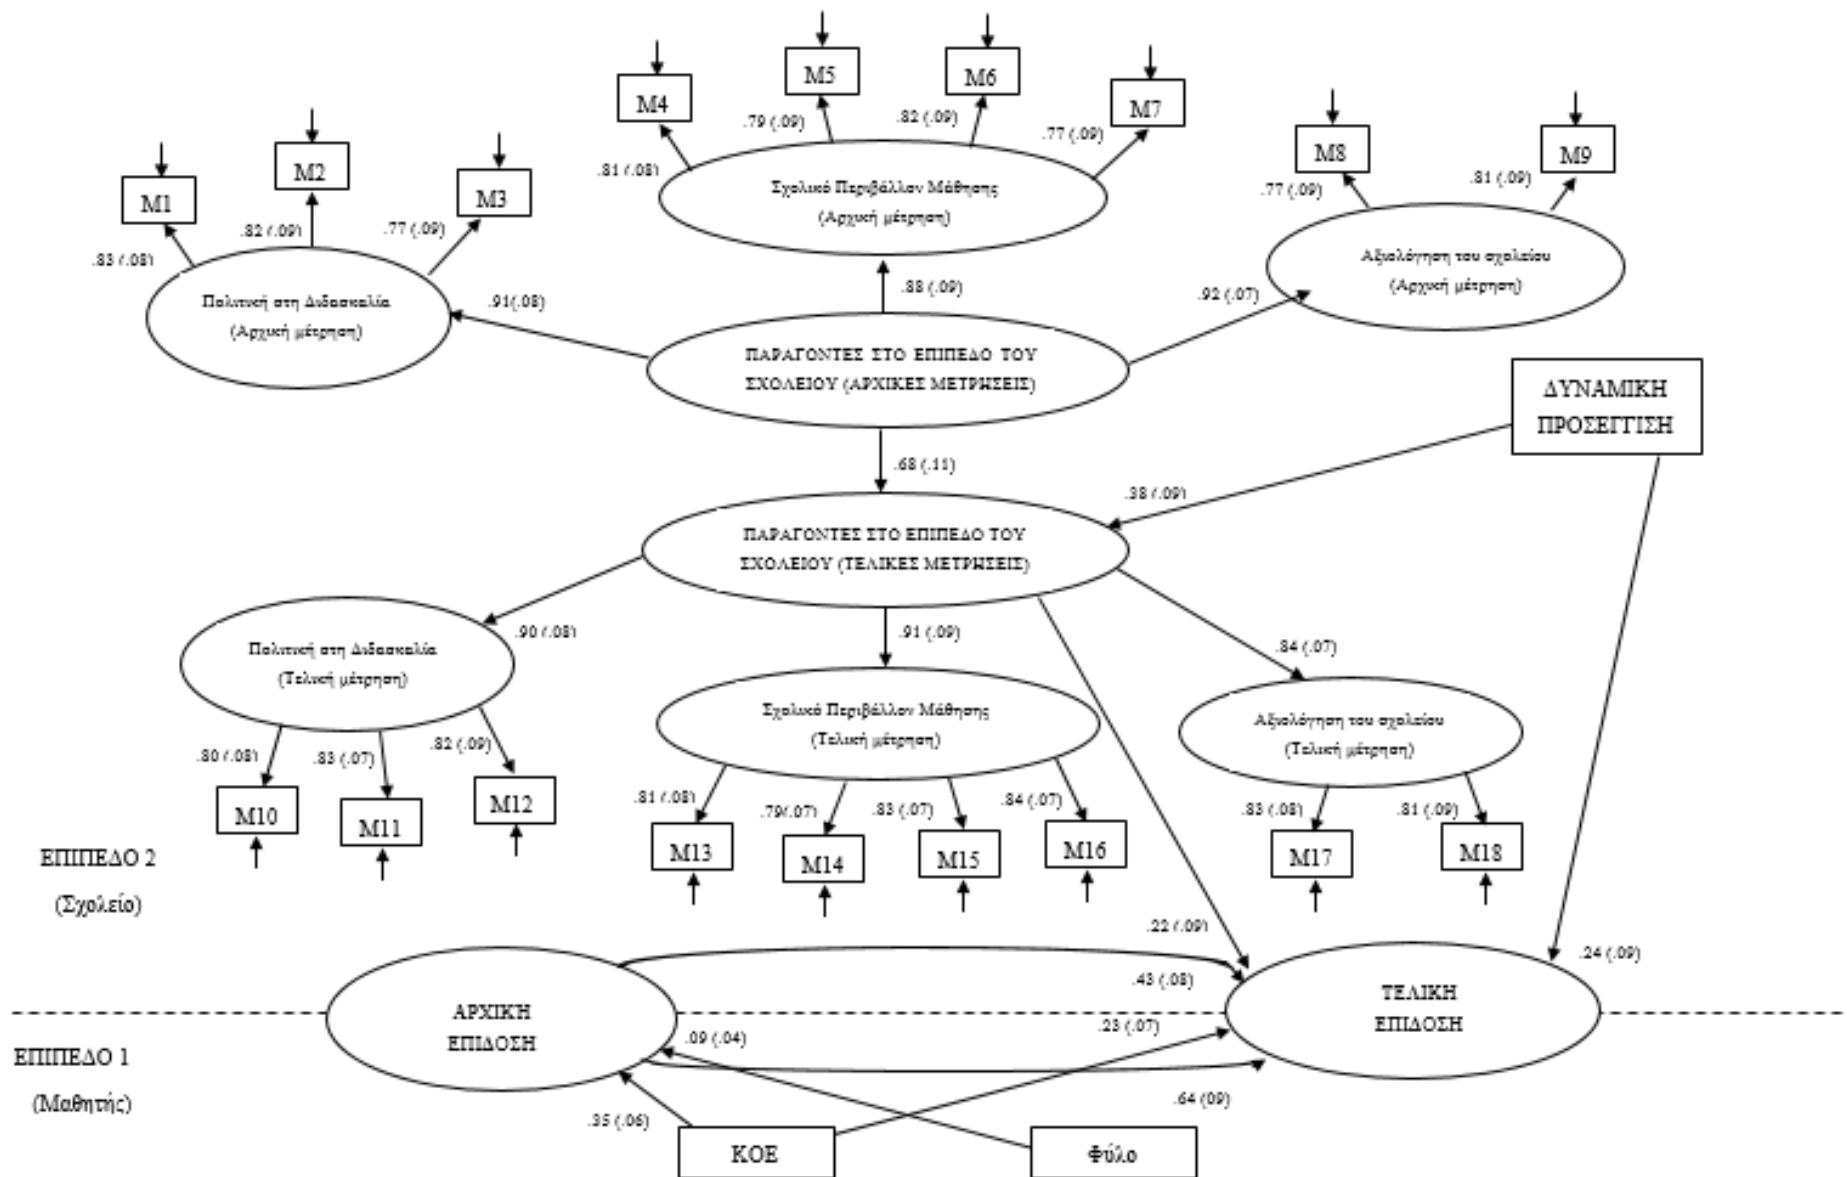 M5
M6
M4
M7
.79 (.09)
.82 (.09)
.77 (.09)
.81 (.08)
M8
M9
M2
M1
M3
.77 (.09)
.81 (.09)
Σχολικό Περιβάλλον Μάθησης
(Αρχική μέτρηση)
.82 (.09)
.77 (.09)
.83 (.08)
Αξιολόγηση του σχολείου
(Αρχική μέτρηση)
Πολιτική στη Διδασκαλία
(Αρχική μέτρηση)
.91(.08)
.88 (.09)
.92 (.07)
ΠΑΡΑΓΟΝΤΕΣ ΣΤΟ ΕΠΙΠΕΔΟ ΤΟΥ
ΣΧΟΛΕΙΟΥ (ΑΡΧΙΚΕΣ ΜΕΤΡΗΣΕΙΣ)
ΔΥΝΑΜΙΚΗ
ΠΡΟΣΕΓΓΙΣΗ
.68 (.11)
.38 (.09)
ΠΑΡΑΓΟΝΤΕΣ ΣΤΟ ΕΠΙΠΕΔΟ ΤΟΥ
ΣΧΟΛΕΙΟΥ (ΤΕΛΙΚΕΣ ΜΕΤΡΗΣΕΙΣ)
.90 (.08)
.91 (.09)
.84 (.07)
Πολιτική στη Διδασκαλία
(Τελική μέτρηση)
Σχολικό Περιβάλλον Μάθησης
(Τελική μέτρηση)
Αξιολόγηση του σχολείου
(Τελική μέτρηση)
.80 (.08)
.83 (.07)
.82 (.09)
.81 (.08)
.79(.07)
.83 (.07)
.84 (.07)
.83 (.08)
.81 (.09)
M10
M11
M12
M13
M14
M15
M16
M17
M18
ΕΠΙΠΕΔΟ 2
(Σχολείο)
.22 (.09)
.24 (.09)
.43 (.08)
ΑΡΧΙΚΗ
ΕΠΙΔΟΣΗ
ΤΕΛΙΚΗ
ΕΠΙΔΟΣΗ
.09 (.04)
.23 (.07)
ΕΠΙΠΕΔΟ 1
(Μαθητής)
.35 (.06)
.64 (09)
ΚΟΕ
Φύλο